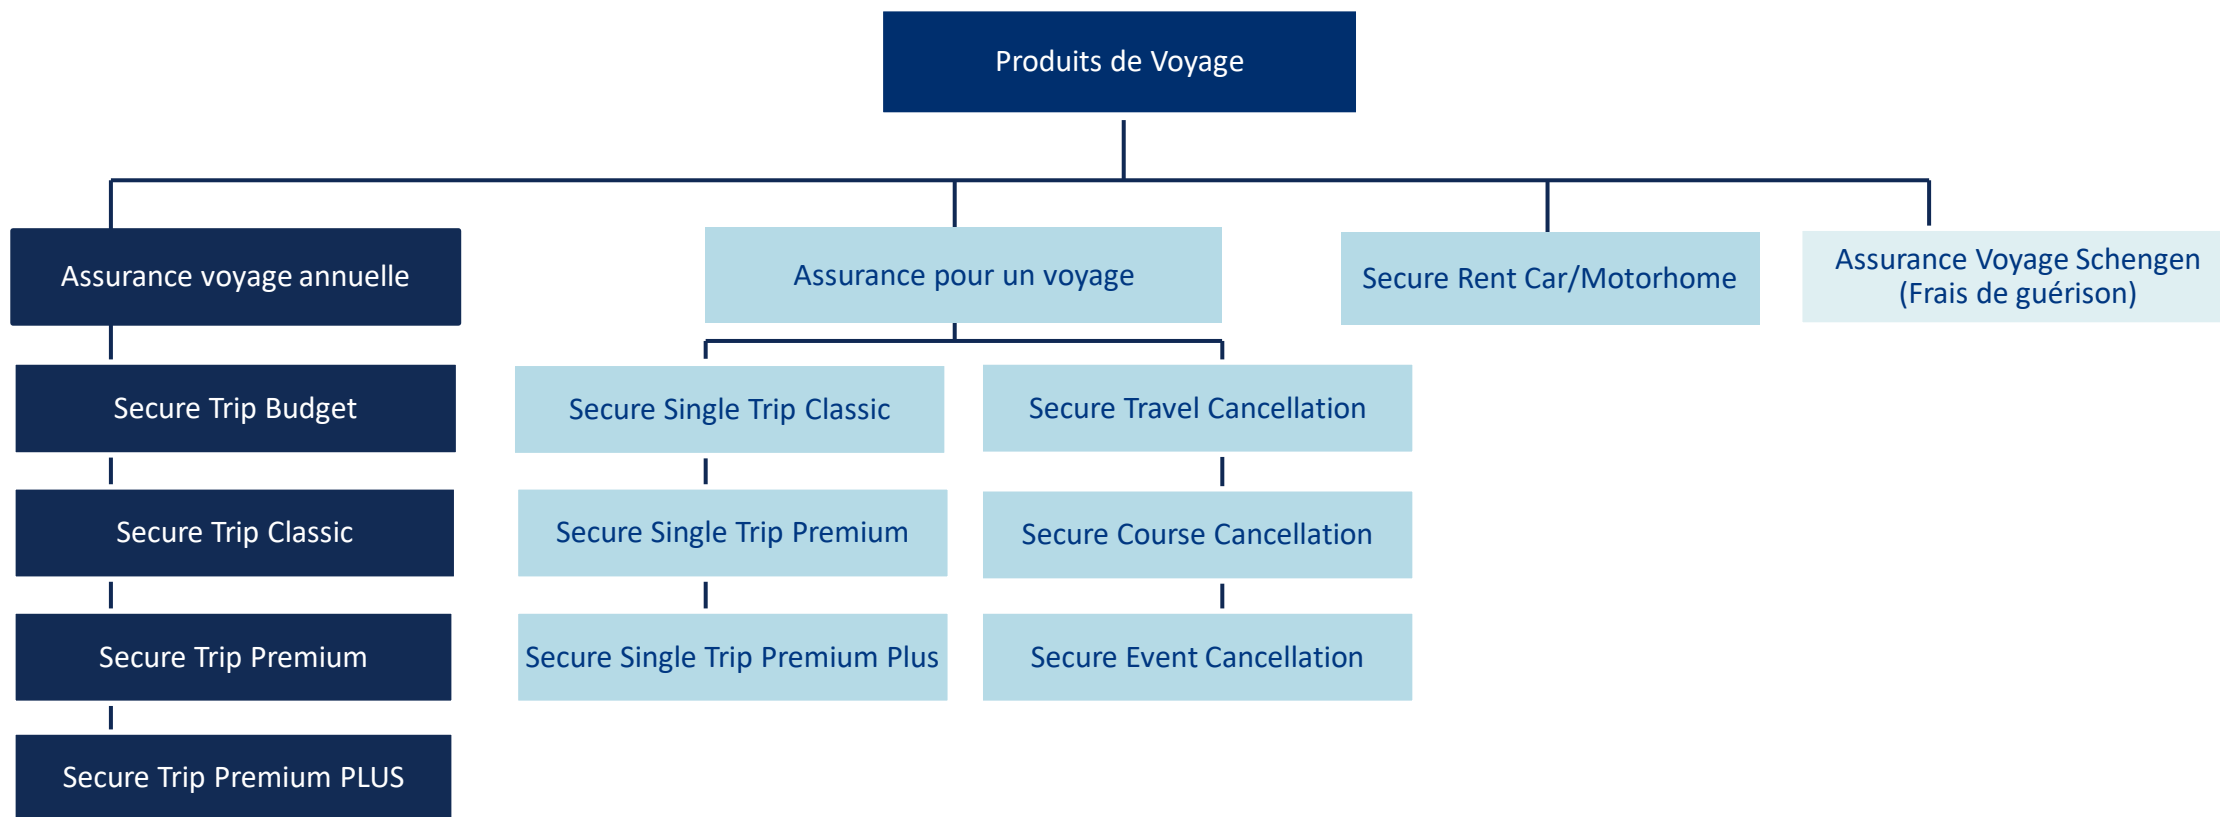 Produits de Voyage
Assurance voyage annuelle
Assurance pour un voyage
Secure Rent Car/Motorhome
Assurance Voyage Schengen
(Frais de guérison)
Secure Trip Budget
Secure Single Trip Classic
Secure Travel Cancellation
Secure Trip Classic
Secure Single Trip Premium
Secure Course Cancellation
Secure Trip Premium
Secure Single Trip Premium Plus
Secure Event Cancellation
Secure Trip Premium PLUS